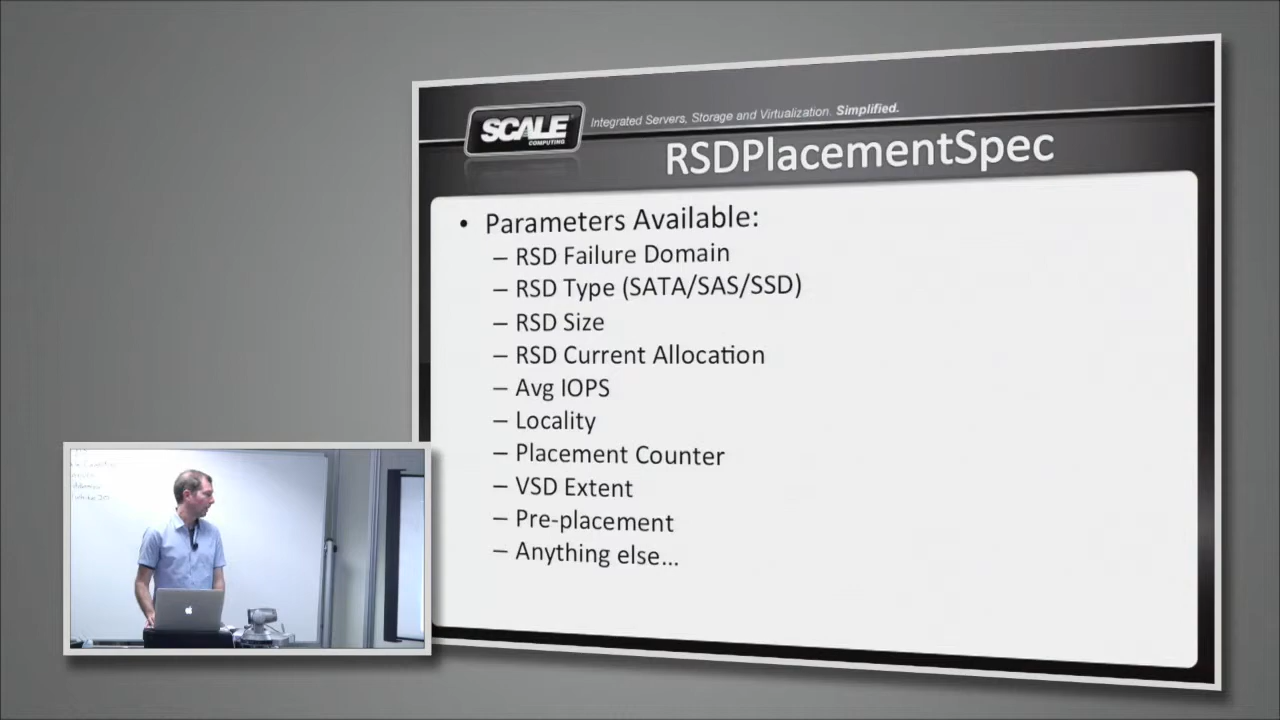 SCALE
COMPUTING
Integrated Servers, Storage and Virtualization. Simplified.
RSDPlacementSpec
• Parameters Available:
– RSD Failure Domain
– RSD Type (SATA/SAS/SSD)
– RSD Size
– RSD Current Allocation
– Avg IOPS
– Locality
– Placement Counter
– VSD Extent
– Pre-placement
– Anything else...